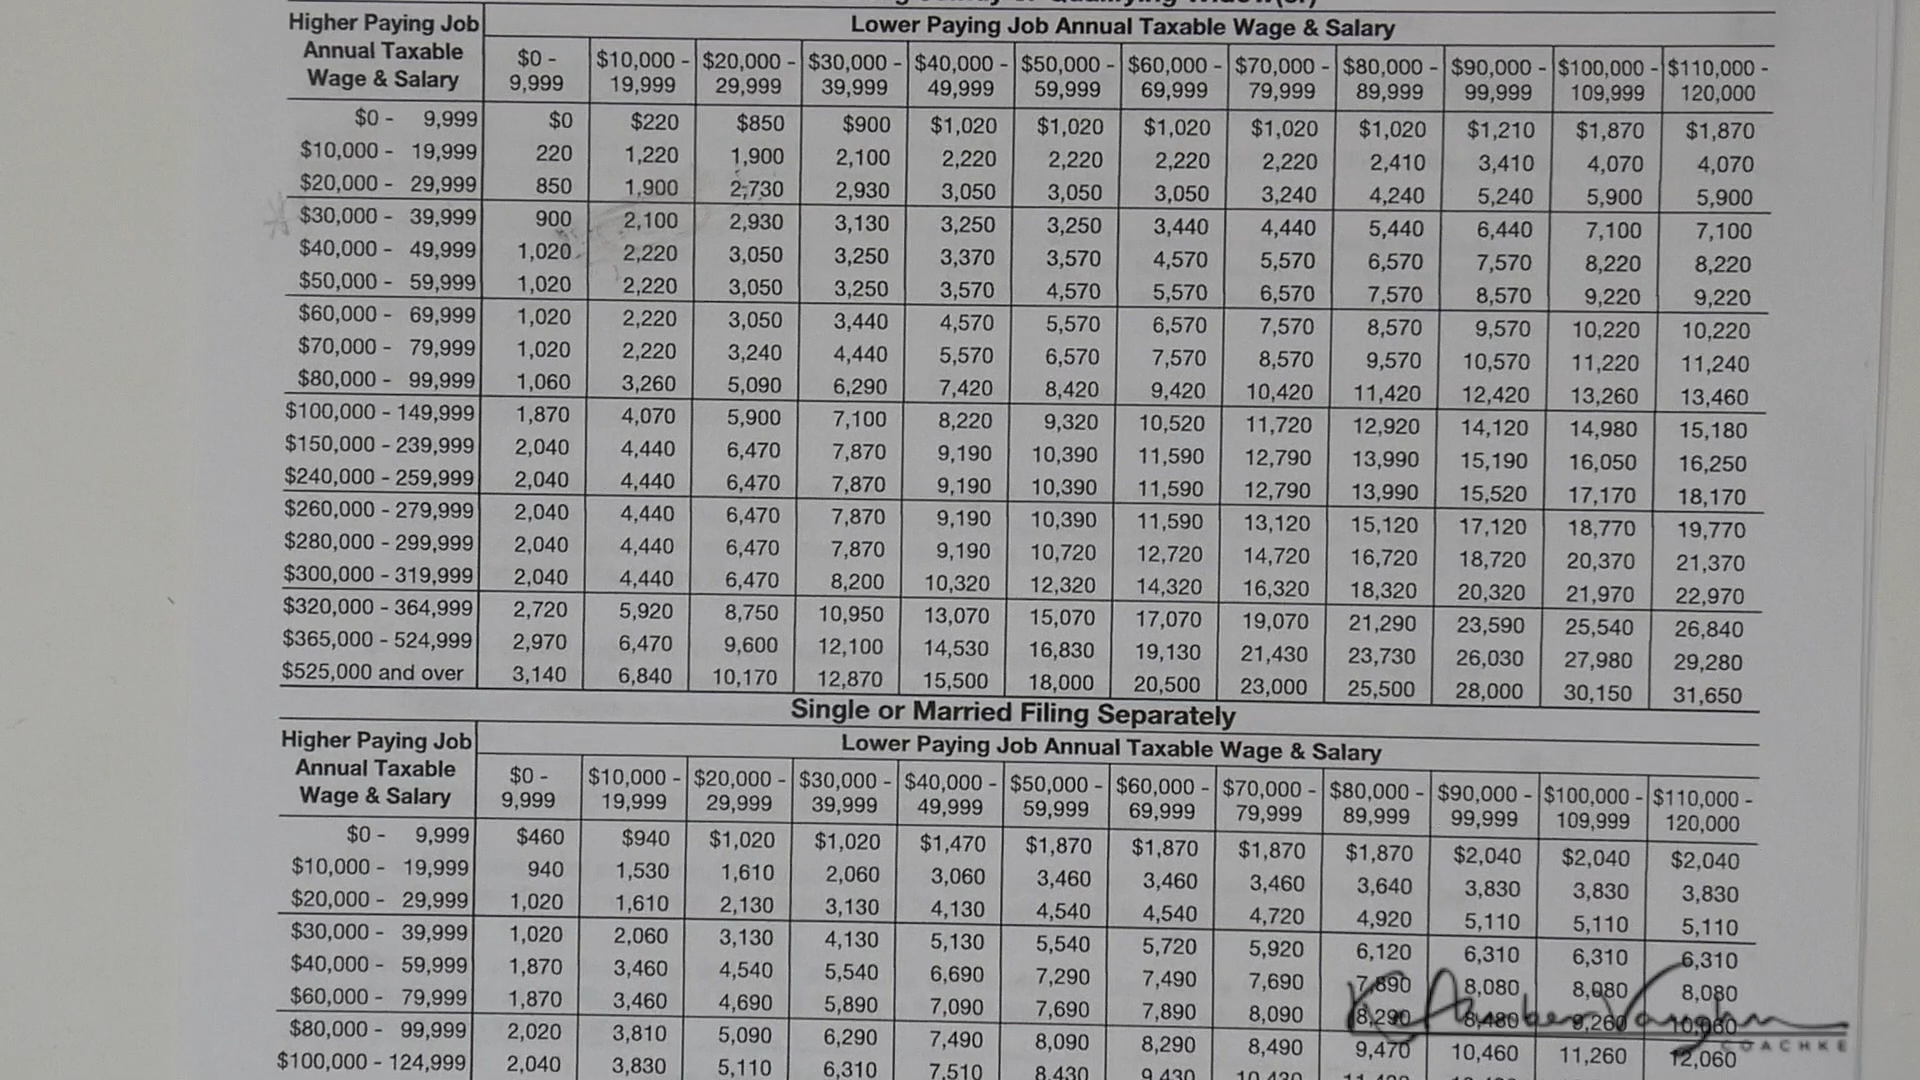 Higher Paying Job Annual Taxable Wage & Salary
Lower Paying Job Annual Taxable Wage & Salary
$0 - 9,999 $10,000 - 19,999 $20,000 - 29,999 $30,000 - 39,999 $40,000 - 49,999 $50,000 - 59,999 $60,000 - 69,999 $70,000 - 79,999 $80,000 - 89,999 $90,000 - 99,999 $100,000 - 109,999 $110,000 - 120,000
$0 - 9,999 $0 $220 $850 $900 $1,020 $1,020 $1,020 $1,020 $1,020 $1,210 $1,870 $1,870
$10,000 - 19,999 220 1,220 1,900 2,100 2,220 2,220 2,220 2,220 2,410 3,410 4,070 4,070
$20,000 - 29,999 850 1,900 2,730 2,930 3,050 3,050 3,050 3,240 4,240 5,240 5,900 5,900
$30,000 - 39,999 900 2,100 2,930 3,130 3,250 3,250 3,440 4,440 5,440 6,440 7,100 7,100
$40,000 - 49,999 1,020 2,220 3,050 3,250 3,370 3,570 4,570 5,570 6,570 7,570 8,220 8,220
$50,000 - 59,999 1,020 2,220 3,050 3,250 3,570 4,570 5,570 6,570 7,570 8,570 9,220 9,220
$60,000 - 69,999 1,020 2,220 3,050 3,440 4,570 5,570 6,570 7,570 8,570 9,570 10,220 10,220
$70,000 - 79,999 1,020 2,220 3,240 4,440 5,570 6,570 7,570 8,570 9,570 10,570 11,220 11,240
$80,000 - 99,999 1,060 3,260 5,090 6,290 7,420 8,420 9,420 10,420 11,420 12,420 13,260 13,460
$100,000 - 149,999 1,870 4,070 5,900 7,100 8,220 9,320 10,520 11,720 12,920 14,120 14,980 15,180
$150,000 - 239,999 2,040 4,440 6,470 7,870 9,190 10,390 11,590 12,790 13,990 15,190 16,050 16,250
$240,000 - 259,999 2,040 4,440 6,470 7,870 9,190 10,390 11,590 12,790 13,990 15,520 17,170 18,170
$260,000 - 279,999 2,040 4,440 6,470 7,870 9,190 10,390 11,590 13,120 15,120 17,120 18,770 19,770
$280,000 - 299,999 2,040 4,440 6,470 7,870 9,190 10,720 12,720 14,720 16,720 18,720 20,370 21,370
$300,000 - 319,999 2,040 4,440 6,470 8,200 10,320 12,320 14,320 16,320 18,320 20,320 21,970 22,970
$320,000 - 364,999 2,720 5,920 8,750 10,950 13,070 15,070 17,070 19,070 21,290 23,590 25,540 26,840
$365,000 - 524,999 2,970 6,470 9,600 12,100 14,530 16,830 19,130 21,430 23,730 26,030 27,980 29,280
$525,000 and over 3,140 6,840 10,170 12,870 15,500 18,000 20,500 23,000 25,500 28,000 30,150 31,650
Single or Married Filing Separately
Higher Paying Job Annual Taxable Wage & Salary
Lower Paying Job Annual Taxable Wage & Salary
$0 - 9,999 $10,000 - 19,999 $20,000 - 29,999 $30,000 - 39,999 $40,000 - 49,999 $50,000 - 59,999 $60,000 - 69,999 $70,000 - 79,999 $80,000 - 89,999 $90,000 - 99,999 $100,000 - 109,999 $110,000 - 120,000
$0 - 9,999 $460 $940 $1,020 $1,020 $1,470 $1,870 $1,870 $1,870 $1,870 $2,040 $2,040 $2,040
$10,000 - 19,999 940 1,530 1,610 2,060 3,060 3,460 3,460 3,460 3,640 3,830 3,830 3,830
$20,000 - 29,999 1,020 1,610 2,130 3,130 4,130 4,540 4,540 4,720 4,920 5,110 5,110 5,110
$30,000 - 39,999 1,020 2,060 3,130 4,130 5,130 5,540 5,720 5,920 6,120 6,310 6,310 6,310
$40,000 - 59,999 1,870 3,460 4,540 5,540 6,690 7,290 7,490 7,690 7,890 8,080 8,080 8,080
$60,000 - 79,999 1,870 3,460 4,690 5,890 7,090 7,690 7,890 8,090 8,290 8,480 9,260 10,060
$80,000 - 99,999 2,020 3,810 5,090 6,290 7,490 8,090 8,290 8,490 9,470 10,460 11,260 12,060
$100,000 - 124,999 2,040 3,830 5,110 6,310 7,510 8,430 9,430 10,430
COACHKE